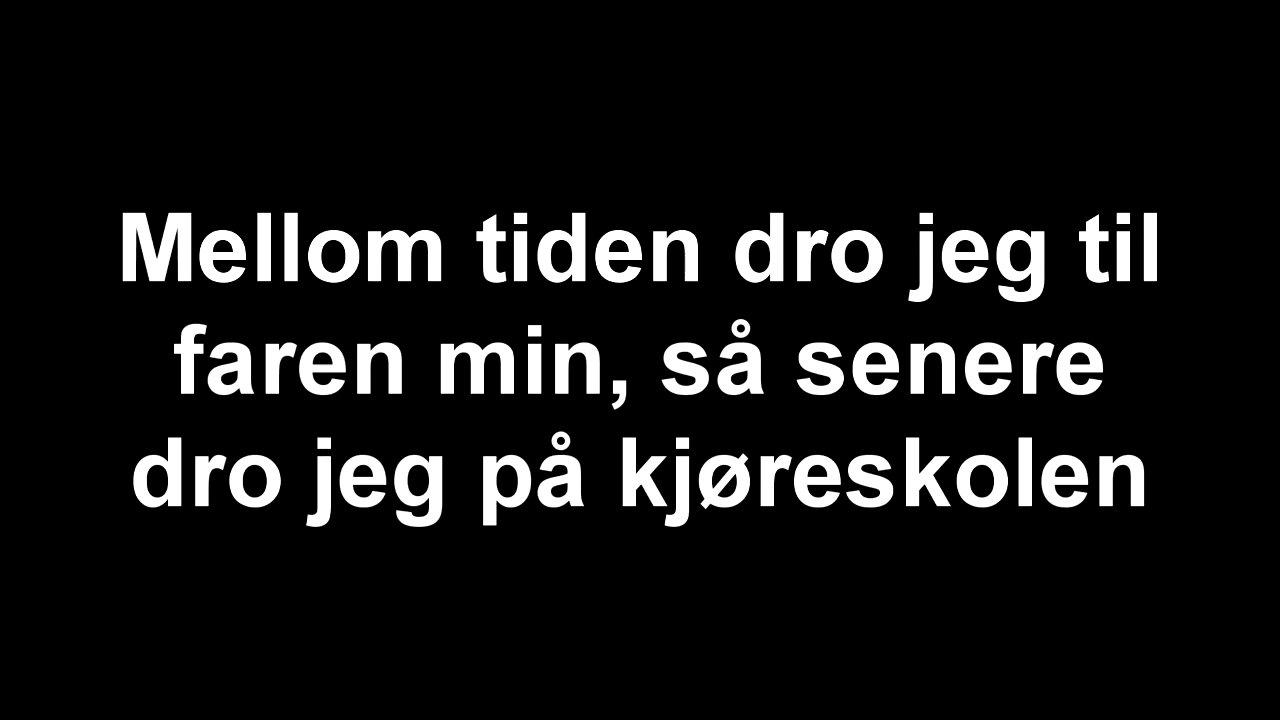 Mellom tiden dro jeg til
faren min, så senere
dro jeg på kjøreskolen